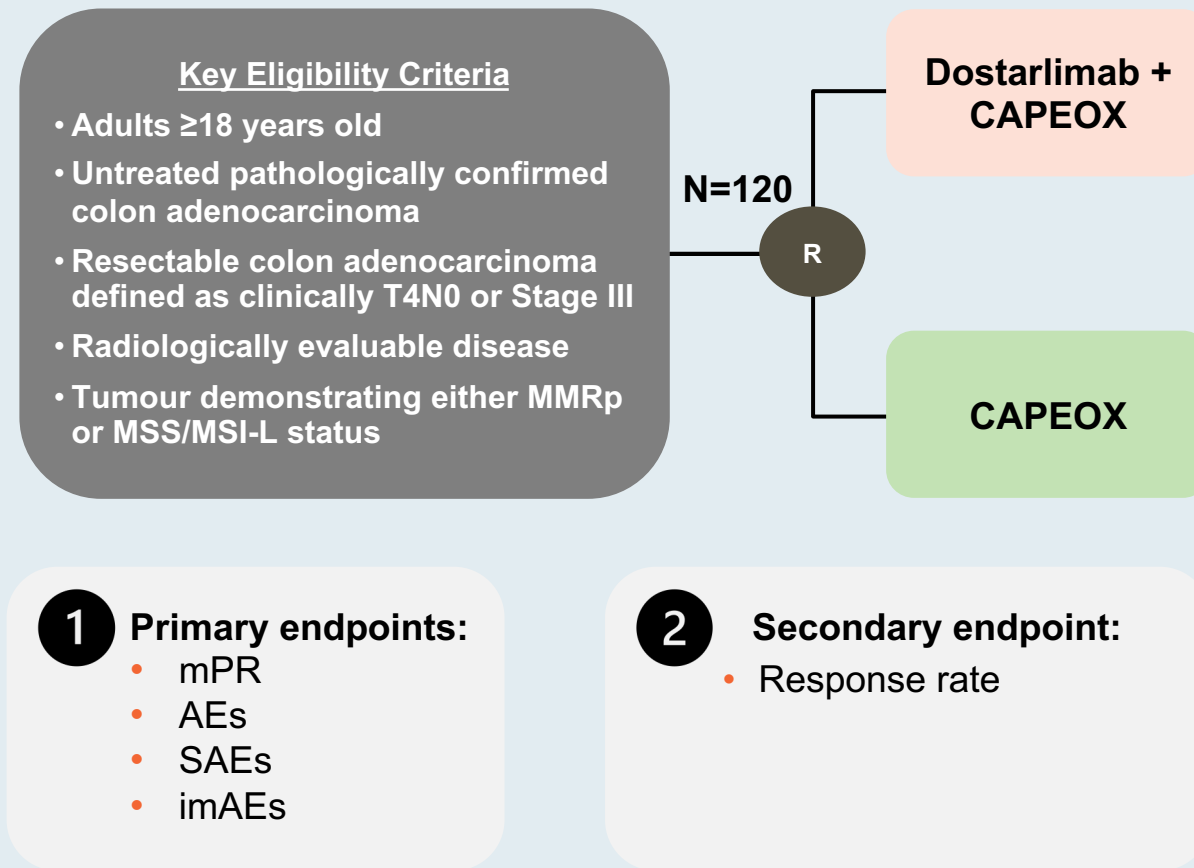 Key Eligibility Criteria
• Adults ≥18 years old
• Untreated pathologically confirmed
colon adenocarcinoma
• Resectable colon adenocarcinoma
defined as clinically T4N0 or Stage III
• Radiologically evaluable disease
• Tumour demonstrating either MMRp
or MSS/MSI-L status
N=120
R
Dostarlimab +
CAPEOX
CAPEOX
1 Primary endpoints:
• mPR
• AEs
• SAEs
• imAEs
2 Secondary endpoint:
• Response rate